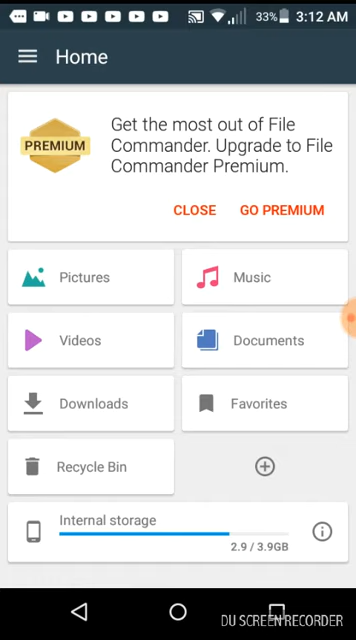 33% 3:12 AM
Home
PREMIUM
Get the most out of File
Commander. Upgrade to File
Commander Premium.
CLOSE GO PREMIUM
Pictures
Music
Videos
Documents
Downloads
Favorites
Recycle Bin
Internal storage
2.9 / 3.9GB
DU SCREEN RECORDER